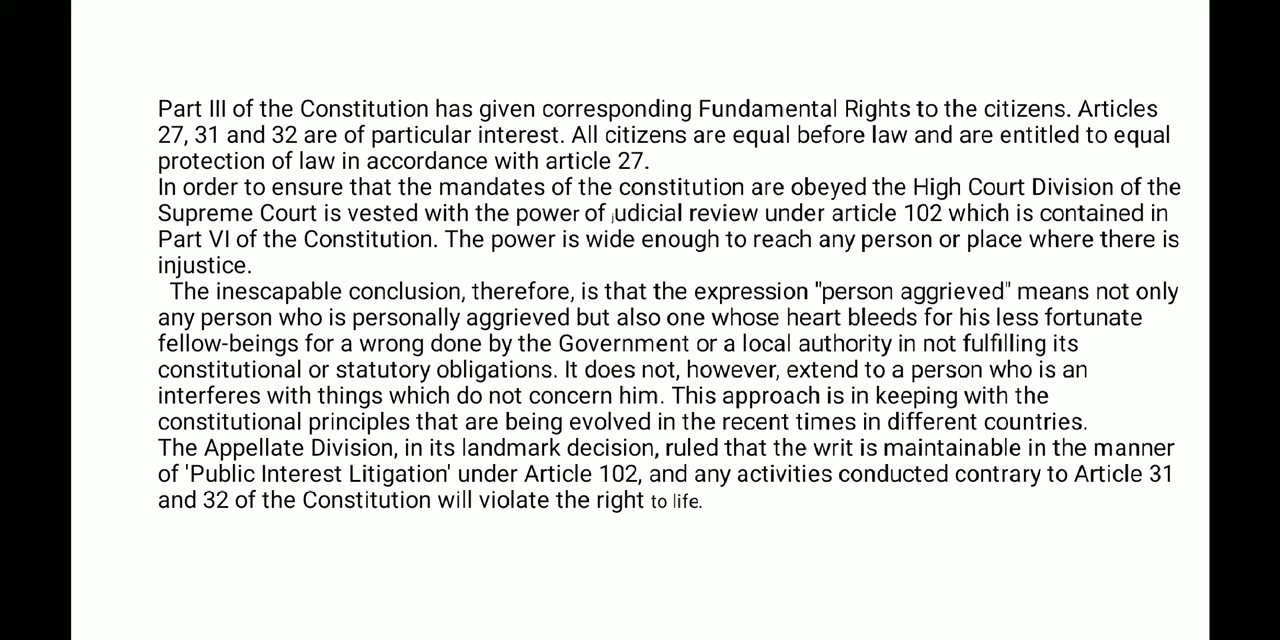 Part III of the Constitution has given corresponding Fundamental Rights to the citizens. Articles
27, 31 and 32 are of particular interest. All citizens are equal before law and are entitled to equal
protection of law in accordance with article 27.
In order to ensure that the mandates of the constitution are obeyed the High Court Division of the
Supreme Court is vested with the power of judicial review under article 102 which is contained in
Part VI of the Constitution. The power is wide enough to reach any person or place where there is
injustice.
The inescapable conclusion, therefore, is that the expression "person aggrieved" means not only
any person who is personally aggrieved but also one whose heart bleeds for his less fortunate
fellow-beings for a wrong done by the Government or a local authority in not fulfilling its
constitutional or statutory obligations. It does not, however, extend to a person who is an
interferes with things which do not concern him. This approach is in keeping with the
constitutional principles that are being evolved in the recent times in different countries.
The Appellate Division, in its landmark decision, ruled that the writ is maintainable in the manner
of 'Public Interest Litigation' under Article 102, and any activities conducted contrary to Article 31
and 32 of the Constitution will violate the right to life.